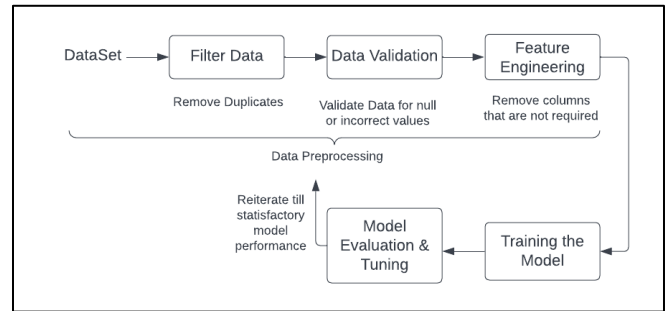 DataSet
Filter Data
Data Validation
Feature
Engineering
Remove Duplicates
Validate Data for null
or incorrect values
Remove columns
that are not required
Data Preprocessing
Reiterate till
statisfactory
model
performance
Model
Evaluation &
Tuning
Training the
Model